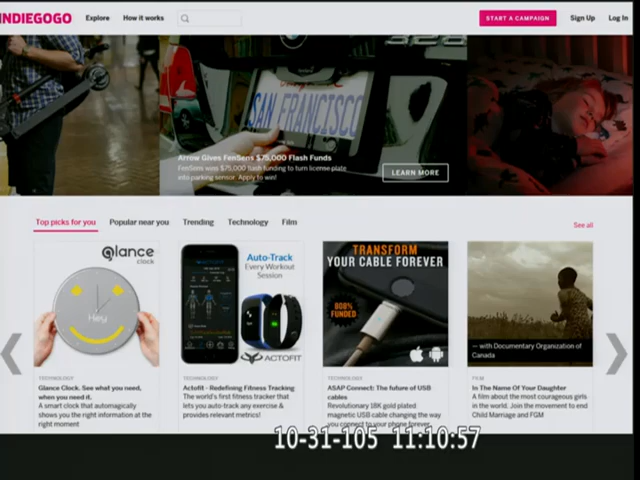 INDIEGOGO Explore How it works START A CAMPAIGN Sign Up Log In
328
SAN FRANCISCO
Arrow Gives FenSens $75,000 Flash Funds
FenSens wins $75,000 flash funding to turn license plate
into parking sensor. Apply to win!
LEARN MORE
Top picks for you Popular near you Trending Technology Film See all
glance
clock
Hey!
Auto-Track
Every Workout
Session
ACTOFIT
TRANSFORM
YOUR CABLE FOREVER
608%
FUNDED
— with Documentary Organization of
Canada
TECHNOLOGY
Glance Clock. See what you need,
when you need it.
A smart clock that automagically
shows you the right information at the
right moment
TECHNOLOGY
Actofit - Redefining Fitness Tracking
The world's first fitness tracker that
lets you auto-track any exercise &
provides relevant metrics!
TECHNOLOGY
ASAP Connect: The future of USB
cables
Revolutionary 18K gold plated
magnetic USB cable changing the way
you connect to your phone forever
FILM
In The Name Of Your Daughter
A film about the most courageous girls
in the world. Join the movement to end
Child Marriage and FGM
10-31-105 11:10:57